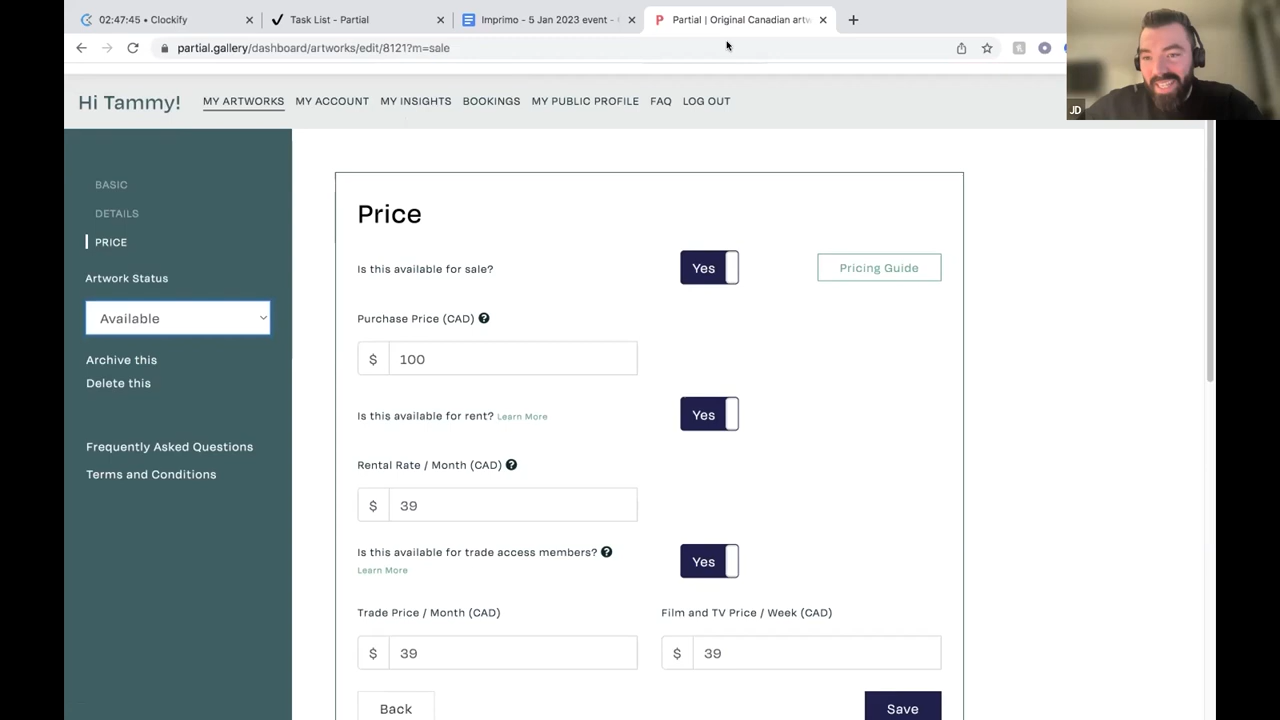 02:47:45 • Clockify
Task List - Partial
Imprimo - 5 Jan 2023 event -
Partial | Original Canadian artw
partial.gallery/dashboard/artworks/edit/8121?m=sale
JD
Hi Tammy!
MY ARTWORKS MY ACCOUNT MY INSIGHTS BOOKINGS MY PUBLIC PROFILE FAQ LOG OUT
BASIC
DETAILS
PRICE
Artwork Status
Available
Archive this
Delete this
Frequently Asked Questions
Terms and Conditions
Price
Is this available for sale? Yes Pricing Guide
Purchase Price (CAD) ?
$ 100
Is this available for rent? Learn More Yes
Rental Rate / Month (CAD) ?
$ 39
Is this available for trade access members? ? Yes
Learn More
Trade Price / Month (CAD) Film and TV Price / Week (CAD)
$ 39 $ 39
Back Save